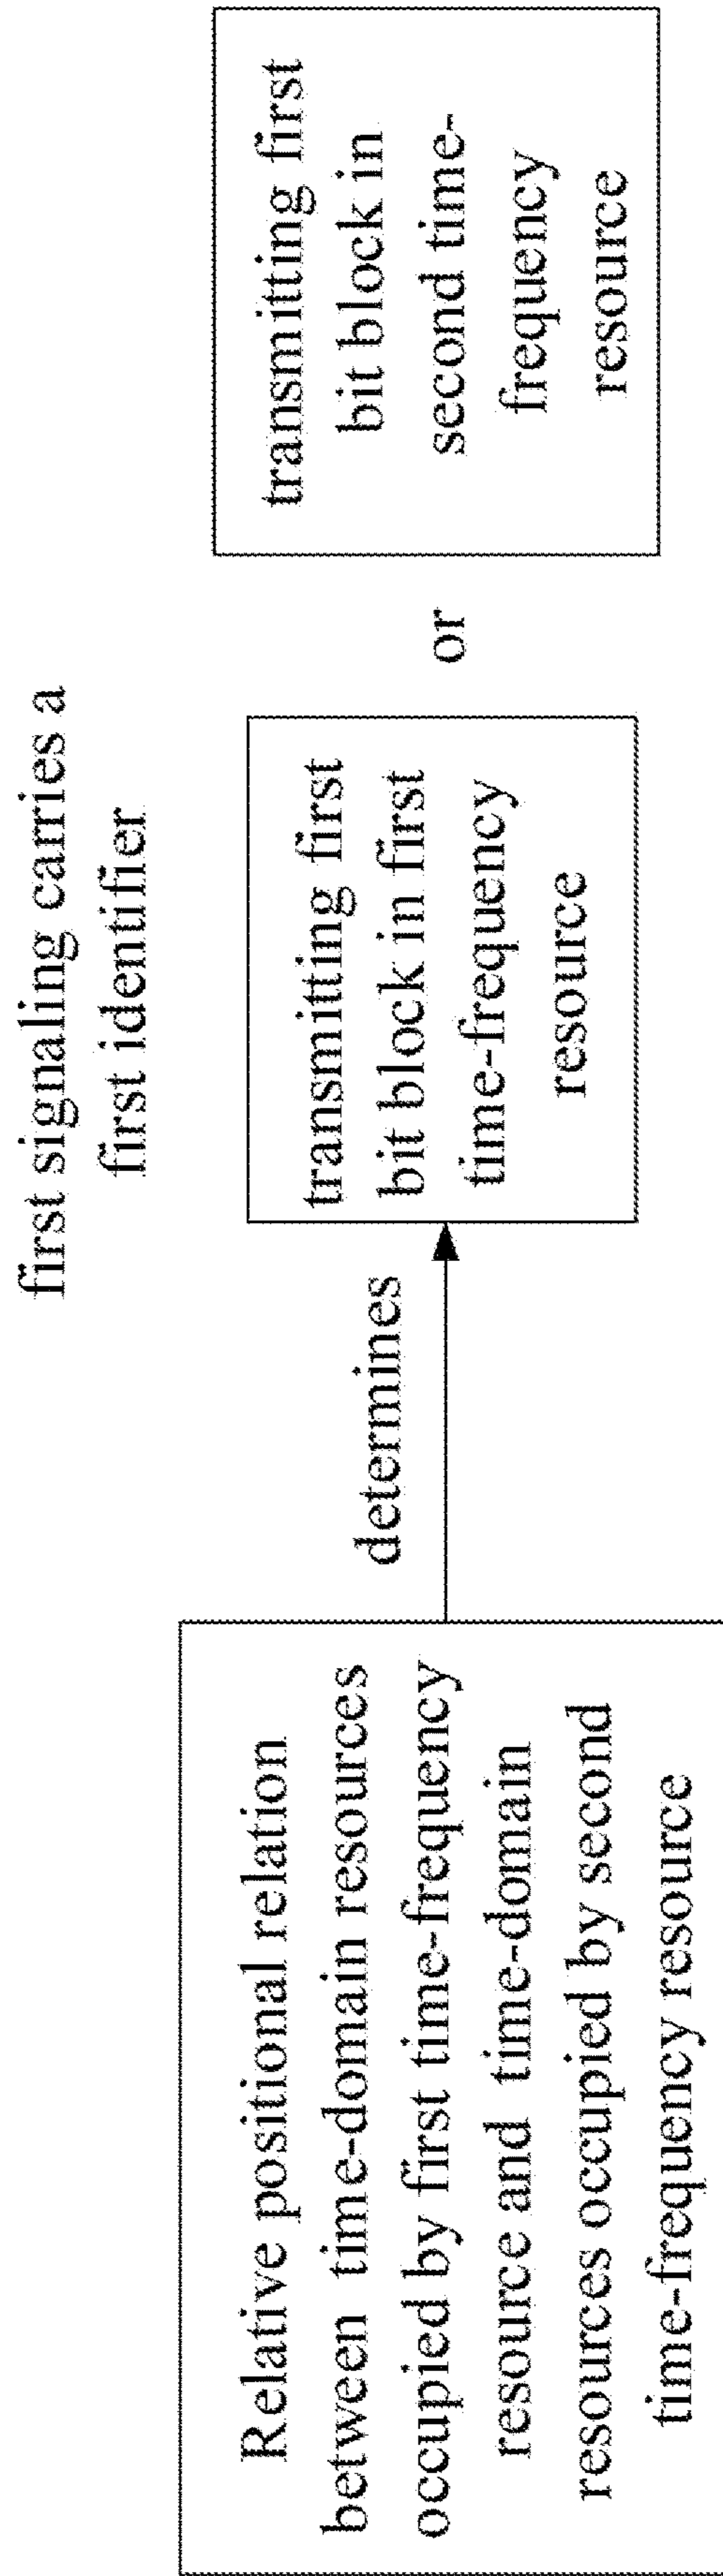 first signaling carries a
first identifier
Relative positional relation
between time-domain resources
occupied by first time-frequency
resource and time-domain
resources occupied by second
time-frequency resource
determines
transmitting first
bit block in first
time-frequency
resource
or
transmitting first
bit block in
second time-
frequency
resource